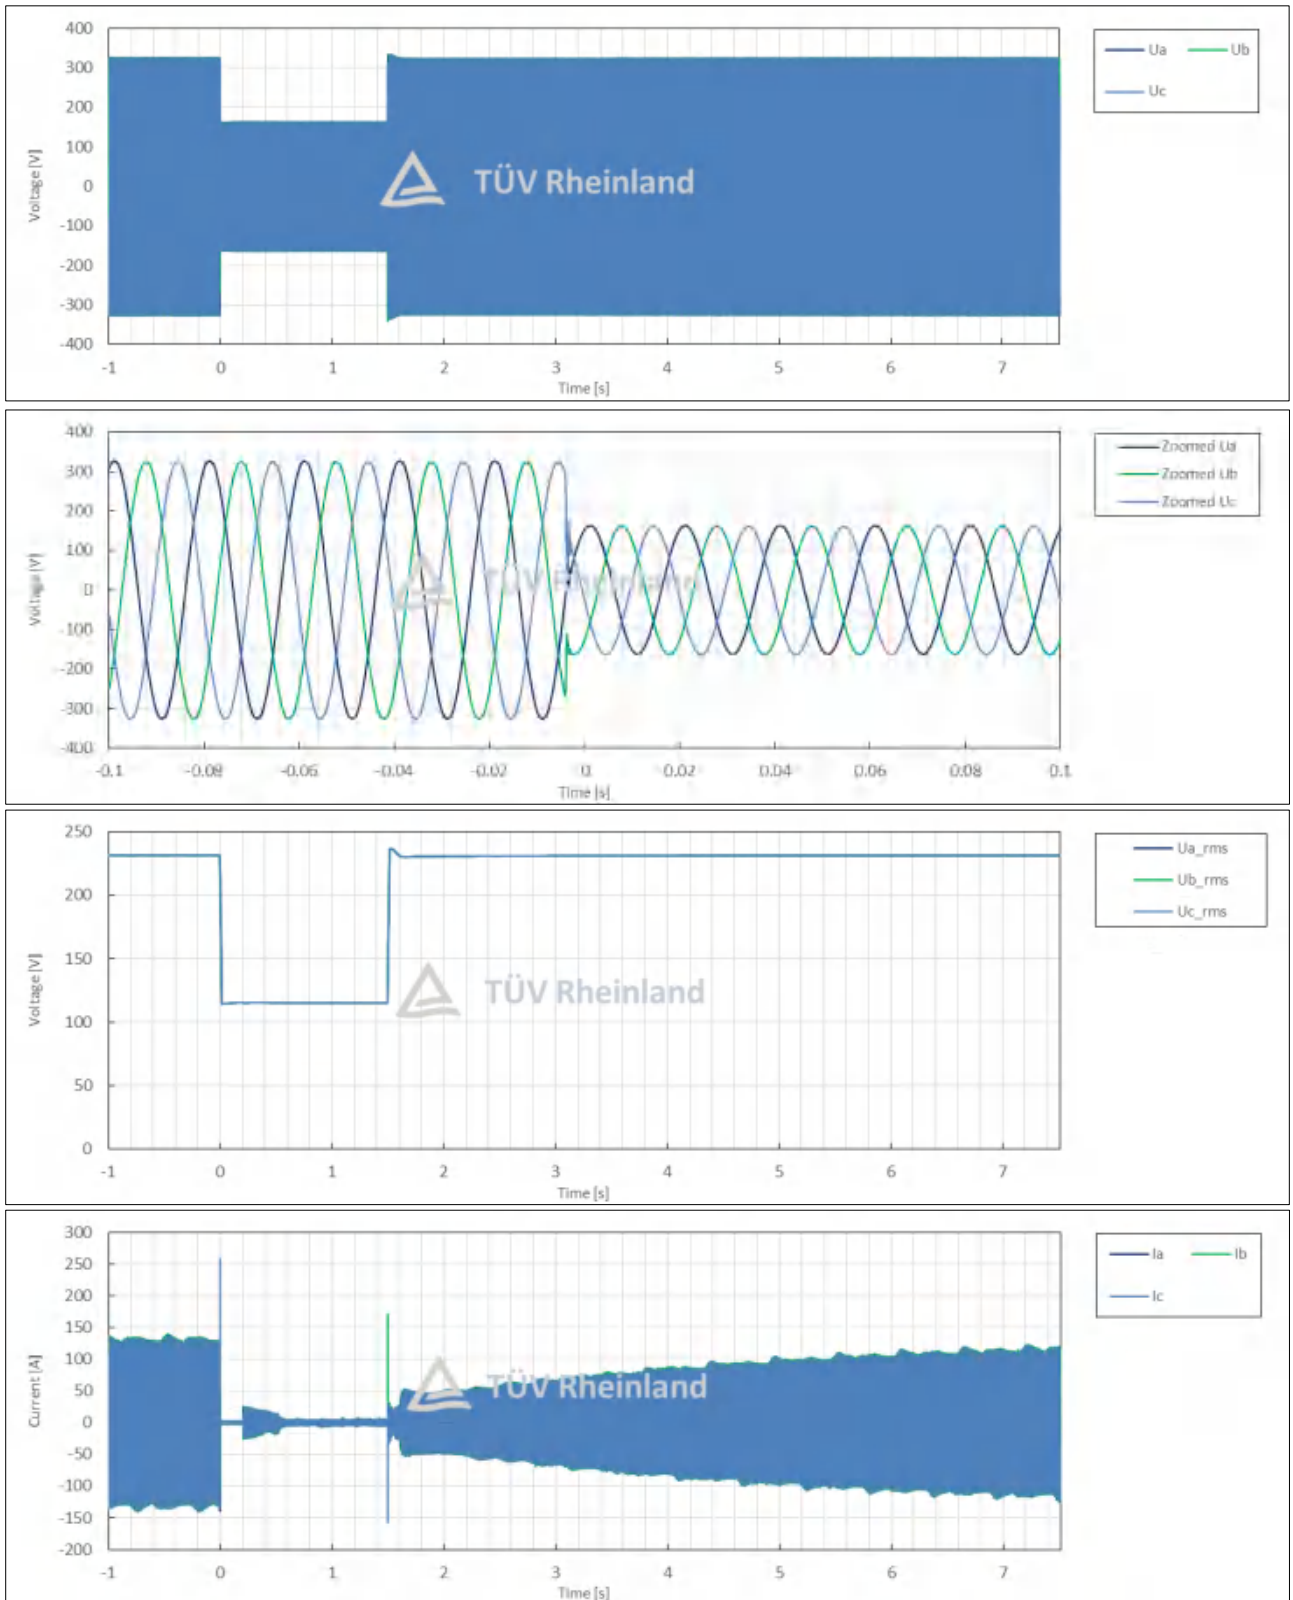 400
300
200
100
0
-100
-200
-300
-400
Voltage [V]
-1 0 1 2 3 4 5 6 7
Time [s]
Ua Ub
Uc
TÜV Rheinland
400
300
200
100
0
-100
-200
-300
-400
Voltage [V]
-0.1 -0.08 -0.06 -0.04 -0.02 0 0.02 0.04 0.06 0.08 0.1
Time [s]
Zoomed Ua
Zoomed Ub
Zoomed Uc
TÜV Rheinland
250
200
150
100
50
0
Voltage [V]
-1 0 1 2 3 4 5 6 7
Time [s]
Ua_rms
Ub_rms
Uc_rms
TÜV Rheinland
300
250
200
150
100
50
0
-50
-100
-150
-200
Current [A]
-1 0 1 2 3 4 5 6 7
Time [s]
Ia Ib
Ic
TÜV Rheinland